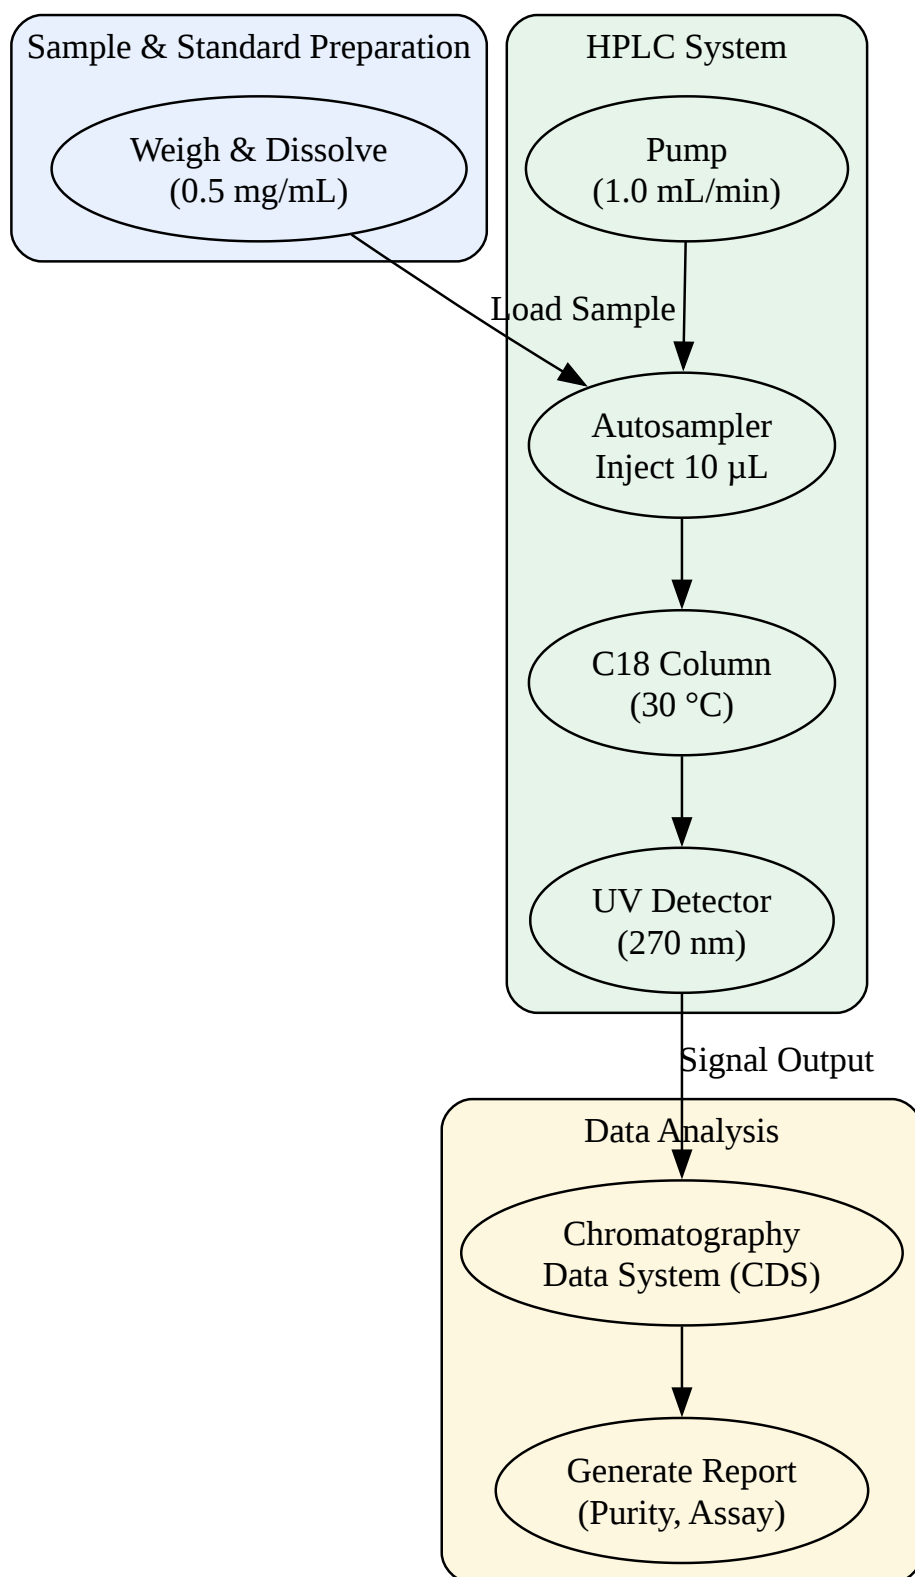 Sample & Standard Preparation
Weigh & Dissolve
(0.5 mg/mL)
HPLC System
Pump
(1.0 mL/min)
Load Sample
Autosampler
Inject 10 µL
C18 Column
(30 °C)
UV Detector
(270 nm)
Signal Output
Data Analysis
Chromatography
Data System (CDS)
Generate Report
(Purity, Assay)